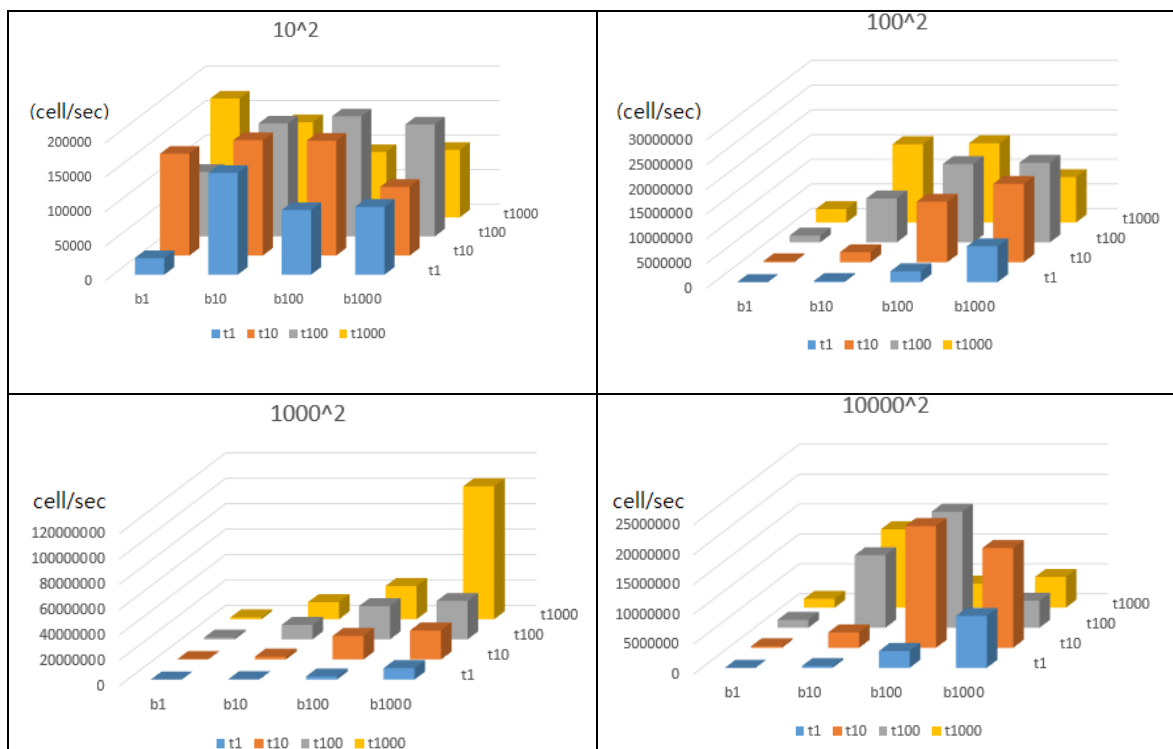 10^2
(cell/sec)
200000
150000
100000
50000
0
b1 b10 b100 b1000
t1
t10
t100
t1000
t1 t10 t100 t1000
100^2
(cell/sec)
30000000
25000000
20000000
15000000
10000000
5000000
0
b1 b10 b100 b1000
t1
t10
t100
t1000
t1 t10 t100 t1000
1000^2
cell/sec
120000000
100000000
80000000
60000000
40000000
20000000
0
b1 b10 b100 b1000
t1
t10
t100
t1000
t1 t10 t100 t1000
10000^2
cell/sec
25000000
20000000
15000000
10000000
5000000
0
b1 b10 b100 b1000
t1
t10
t100
t1000
t1 t10 t100 t1000